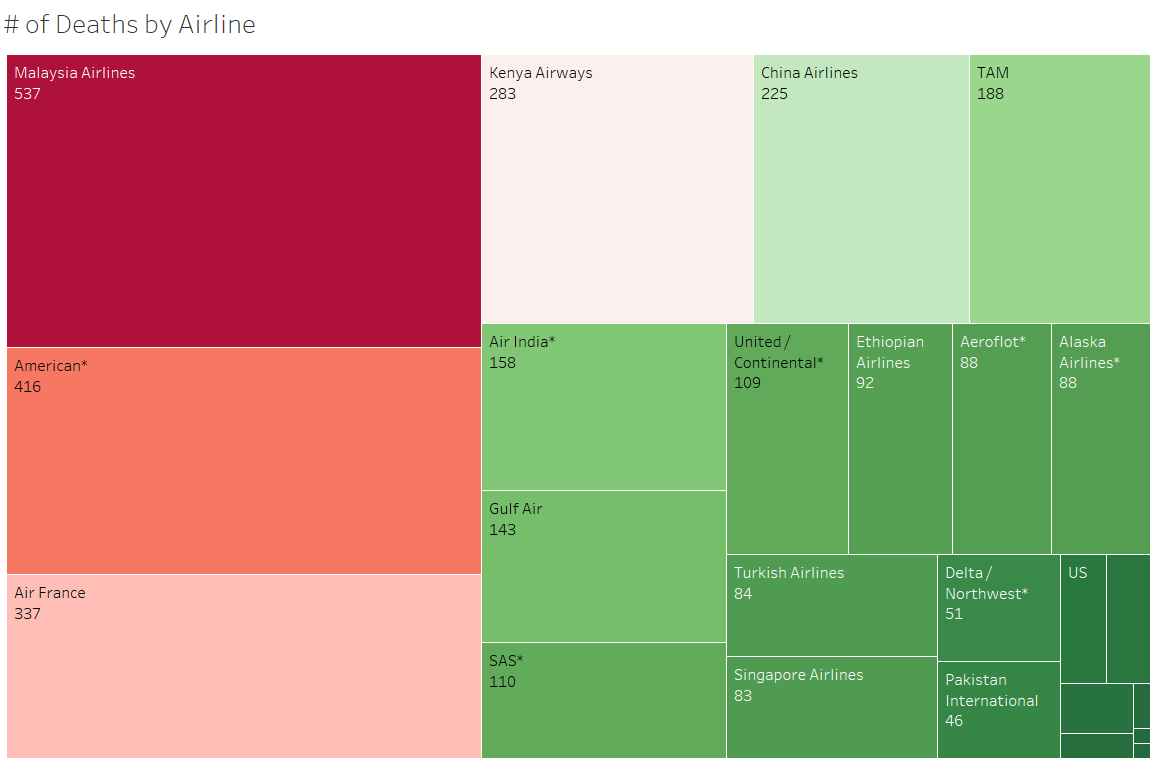 # of Deaths by Airline
Malaysia Airlines
537
Kenya Airways
283
China Airlines
225
TAM
188
American*
416
Air India*
158
United /
Continental*
109
Ethiopian
Airlines
92
Aeroflot*
88
Alaska
Airlines*
88
Gulf Air
143
Air France
337
SAS*
110
Turkish Airlines
84
Delta /
Northwest*
51
US
Singapore Airlines
83
Pakistan
International
46